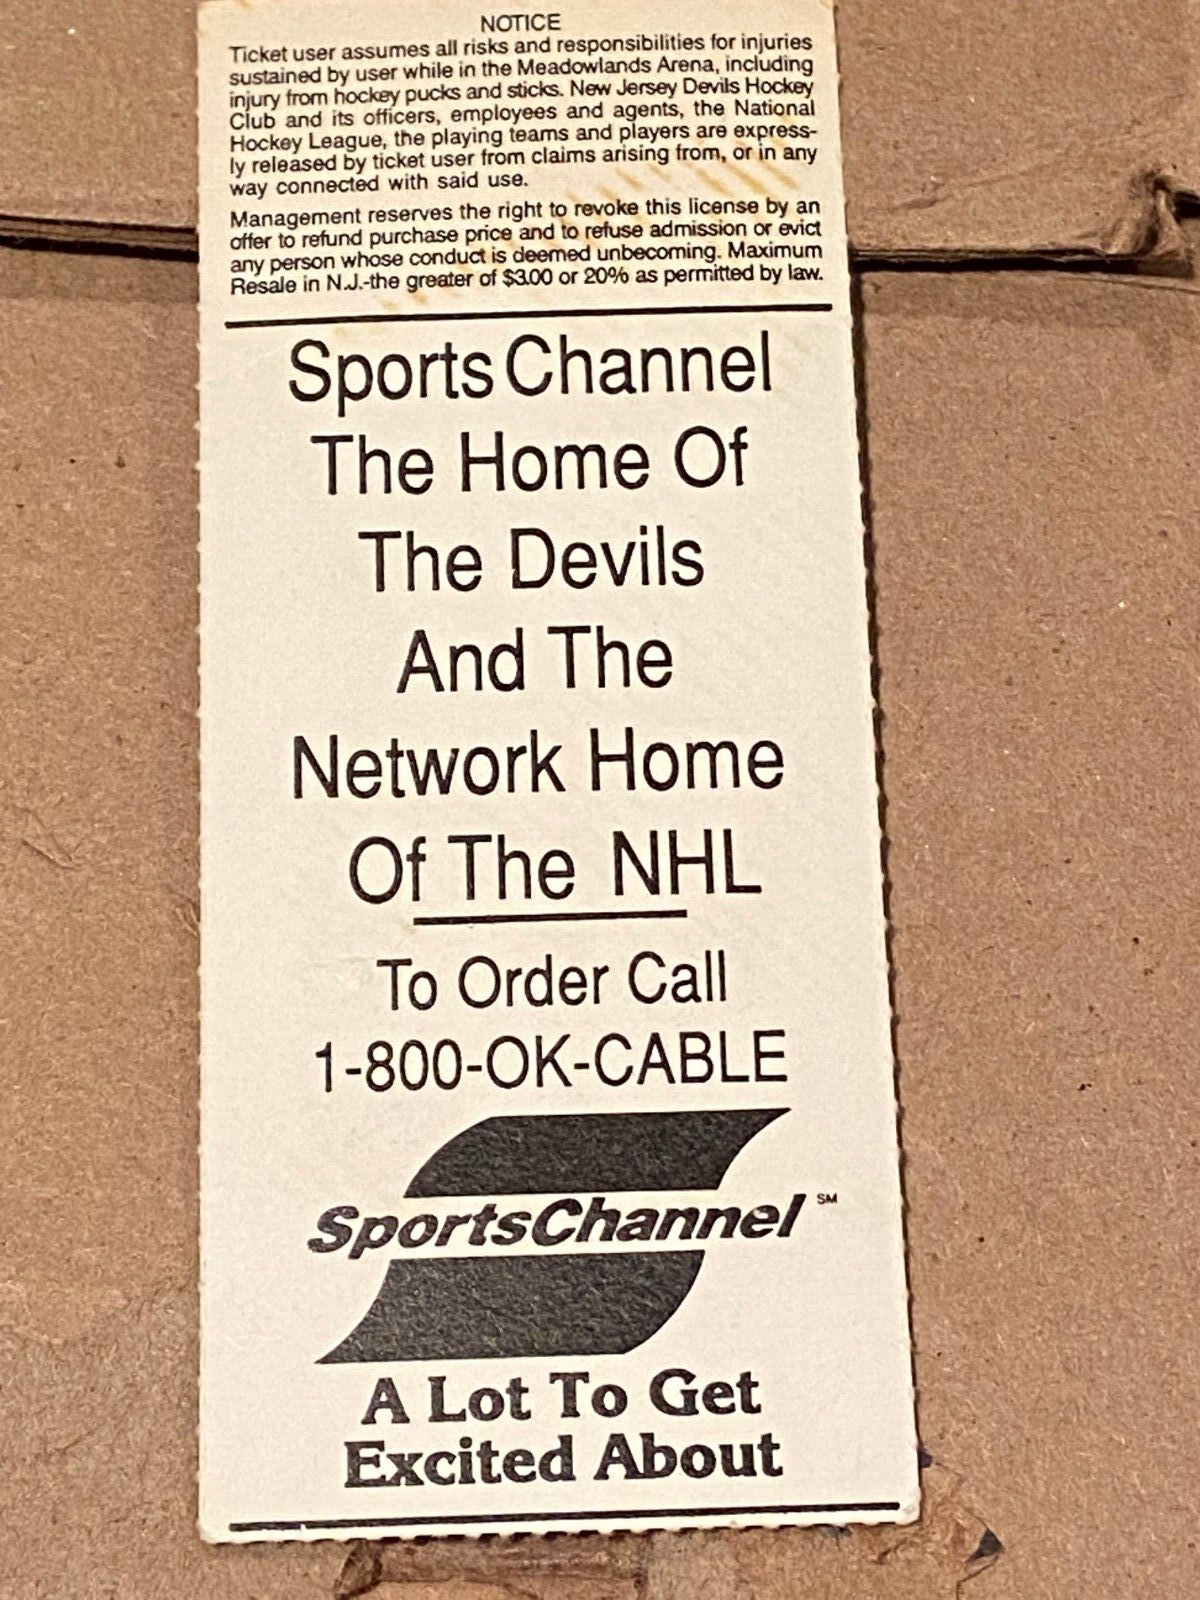 NOTICE
Ticket user assumes all risks and responsibilities for injuries
sustained by user while in the Meadowlands Arena, including
injury from hockey pucks and sticks. New Jersey Devils Hockey
Club and its officers, employees and agents, the National
Hockey League, the playing teams and players are express-
ly released by ticket user from claims arising from, or in any
way connected with said use.
Management reserves the right to revoke this license by an
offer to refund purchase price and to refuse admission or evict
any person whose conduct is deemed unbecoming. Maximum
Resale in N.J.-the greater of $3.00 or 20% as permitted by law.
Sports Channel
The Home Of
The Devils
And The
Network Home
Of The NHL
To Order Call
1-800-OK-CABLE
SportsChannel SM
A Lot To Get
Excited About